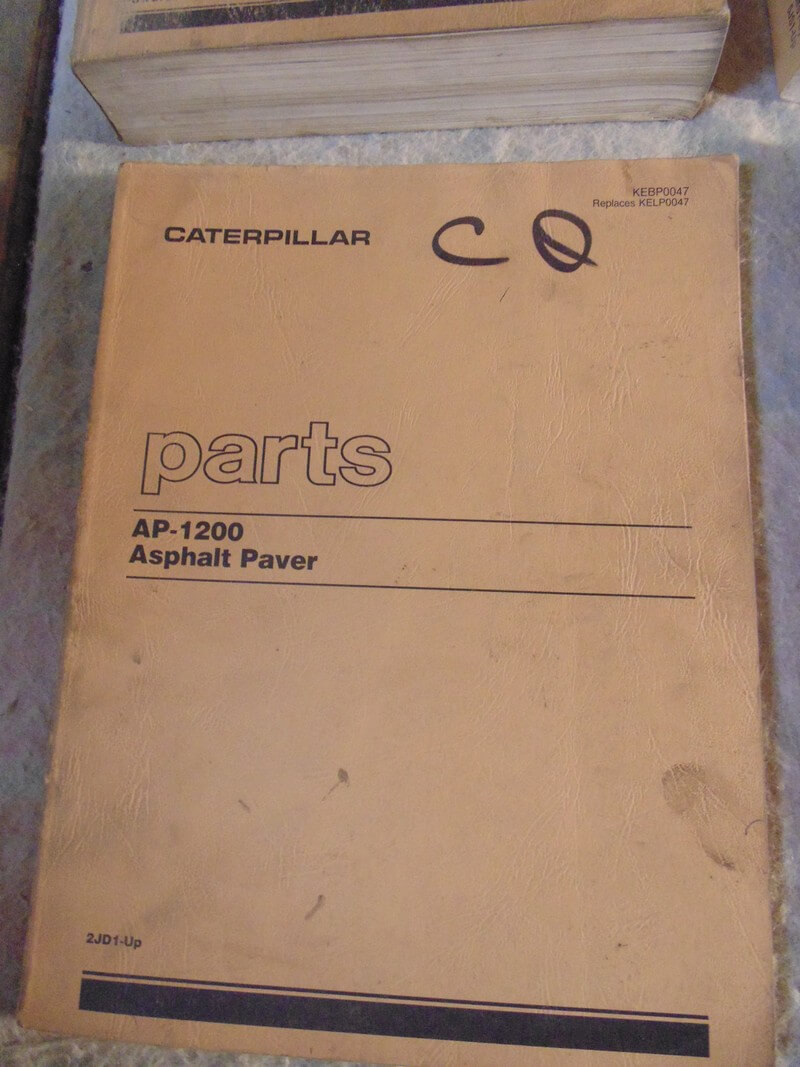 KEBP0047
Replaces KELP0047
CATERPILLAR
C Q
parts
AP-1200
Asphalt Paver
2JD1-Up